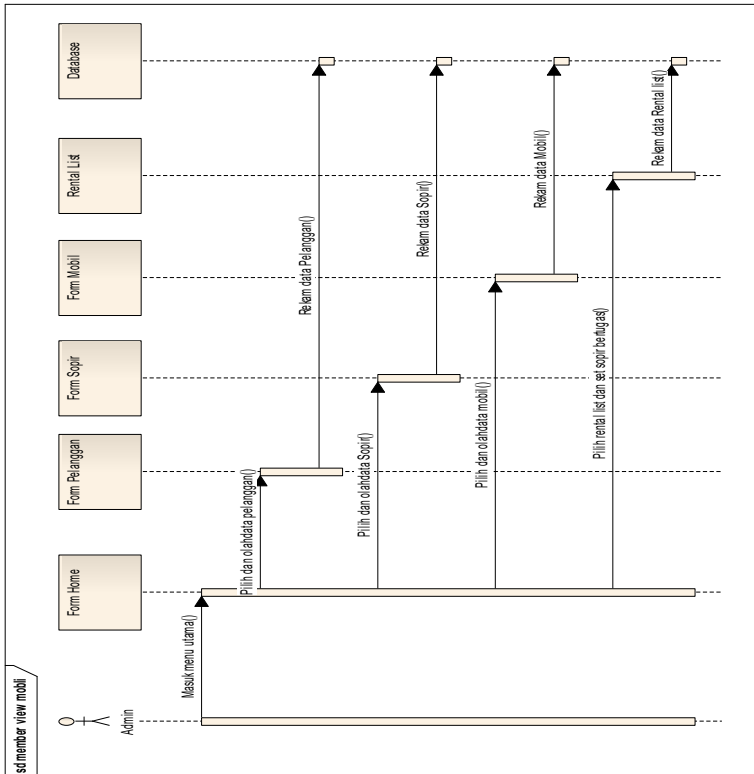 sd member view mobli
Admin
Form Home
Form Pelanggan
Form Sopir
Form Mobil
Rental List
Database
Masuk menu utama()
Pilih dan olahdata pelanggan()
Rekam data Pelanggan()
Pilih dan olahdata Sopir()
Rekam data Sopir()
Pilih dan olahdata mobil()
Rekam data Mobil()
Pilih rental list dan set sopir bertugas()
Rekam data Rental list()